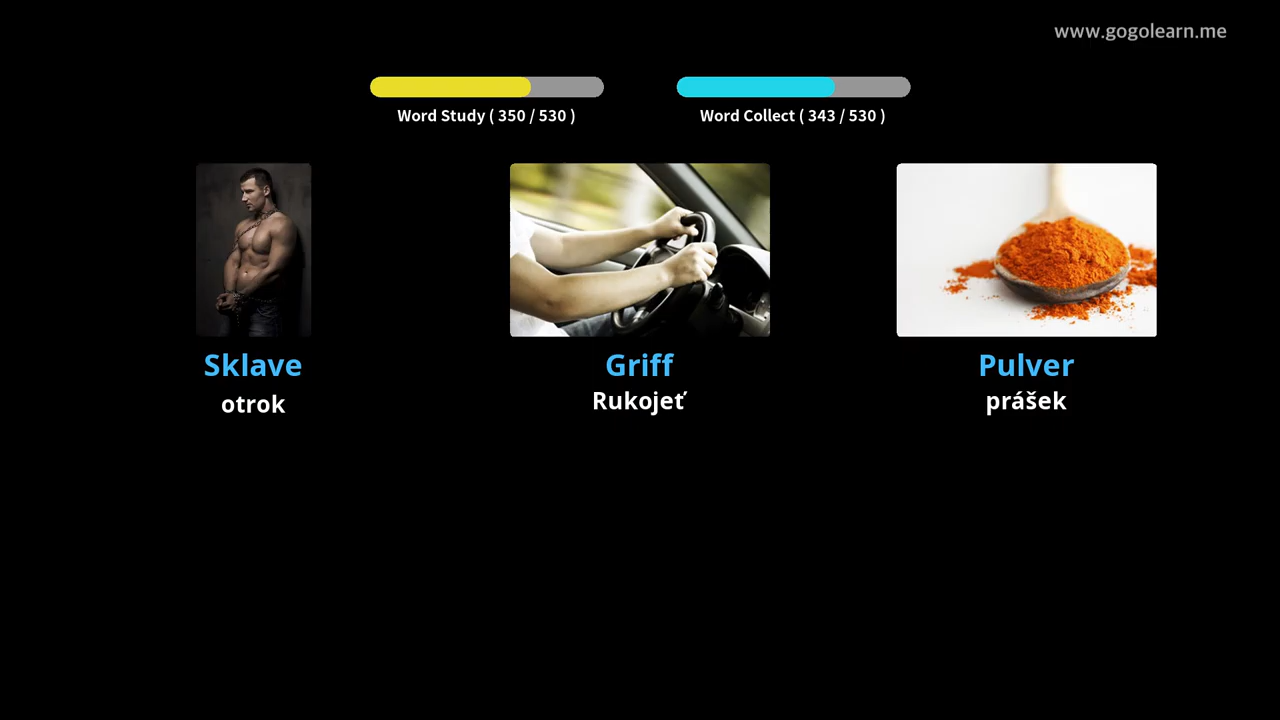 www.gogolearn.me
Word Study ( 350 / 530 )
Word Collect ( 343 / 530 )
Sklave
otrok
Griff
Rukojeť
Pulver
prášek